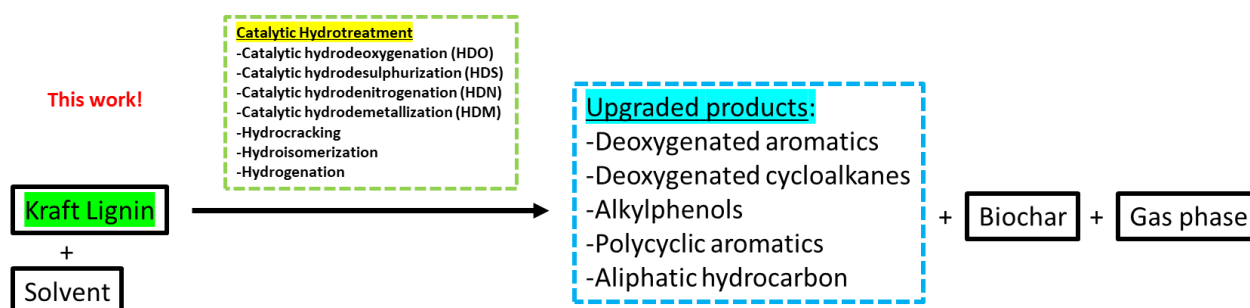 This work!
Kraft Lignin
+
Solvent
Catalytic Hydrotreatment
-Catalytic hydrodeoxygenation (HDO)
-Catalytic hydrodesulphurization (HDS)
-Catalytic hydrodenitrogenation (HDN)
-Catalytic hydrodemetallization (HDM)
-Hydrocracking
-Hydroisomerization
-Hydrogenation
Upgraded products:
-Deoxygenated aromatics
-Deoxygenated cycloalkanes
-Alkylphenols
-Polycyclic aromatics
-Aliphatic hydrocarbon
+ Biochar + Gas phase